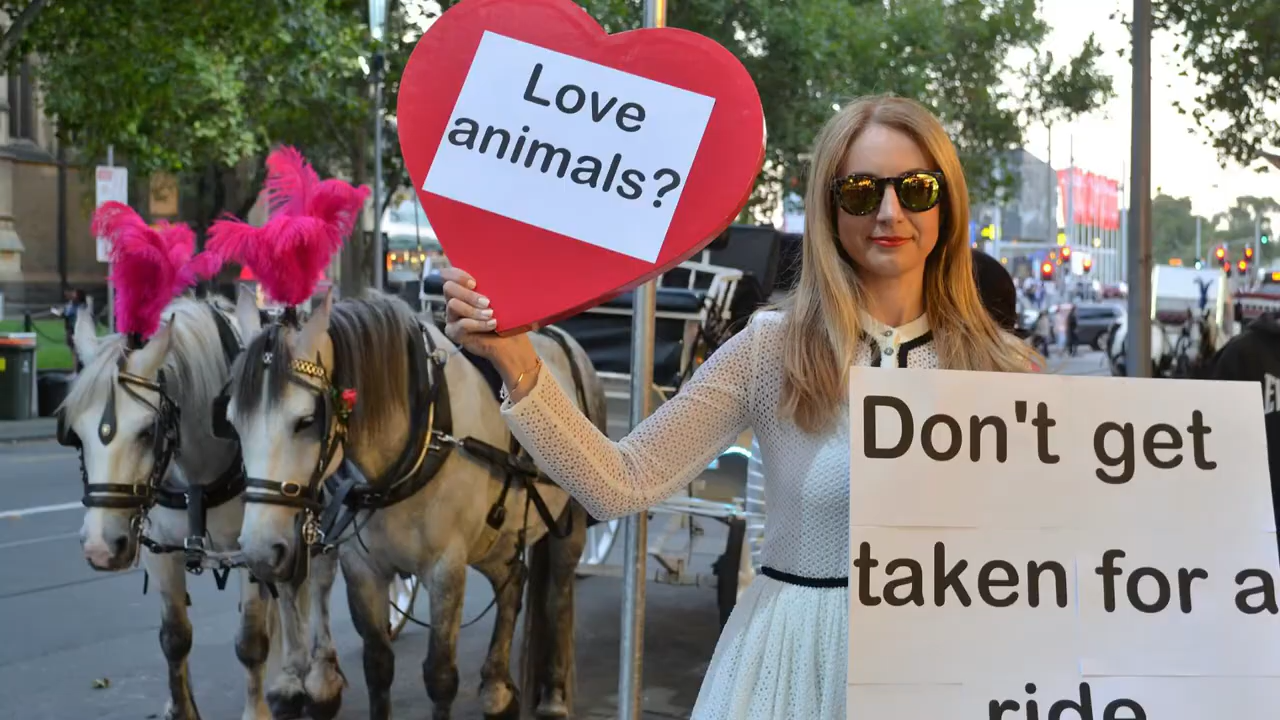 Love
animals?
Don't get
taken for a
ride